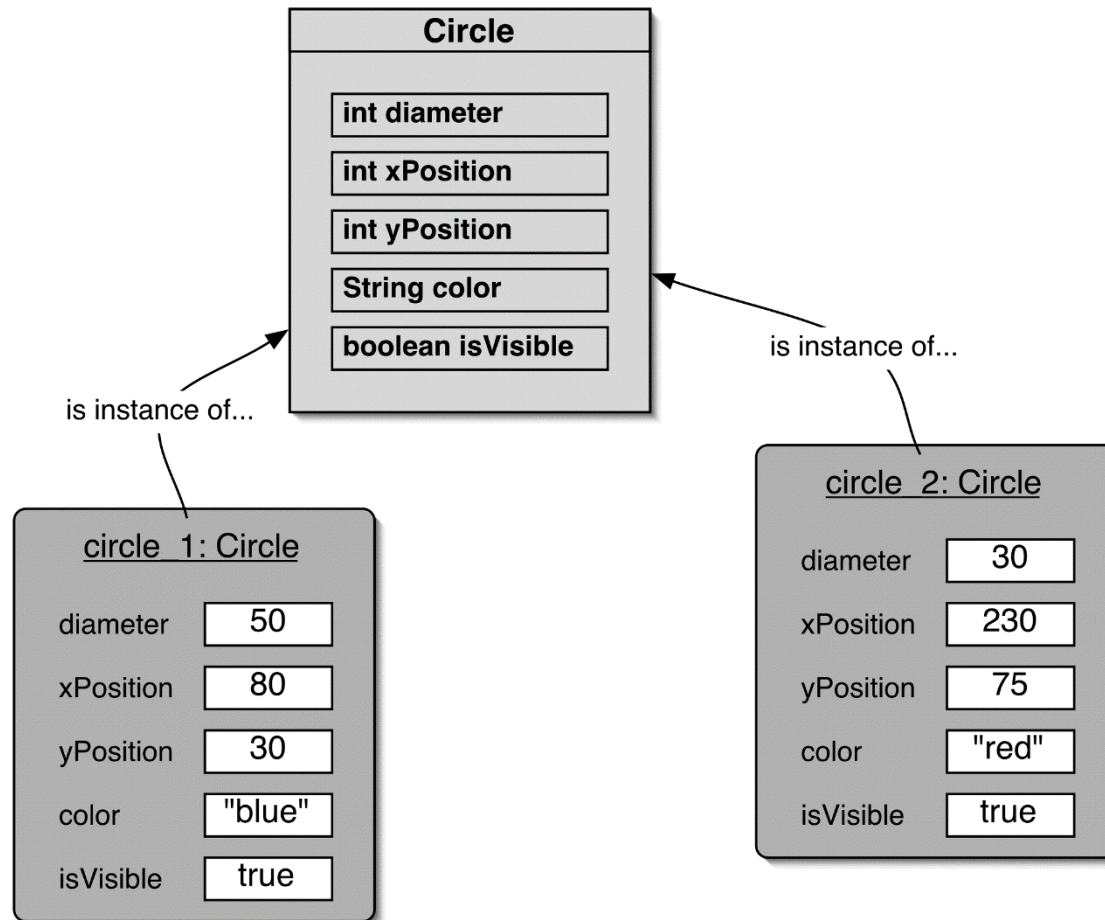 Circle
int diameter
int xPosition
int yPosition
String color
boolean isVisible
is instance of...
is instance of...
circle_1: Circle
diameter 50
xPosition 80
yPosition 30
color "blue"
isVisible true
circle_2: Circle
diameter 30
xPosition 230
yPosition 75
color "red"
isVisible true